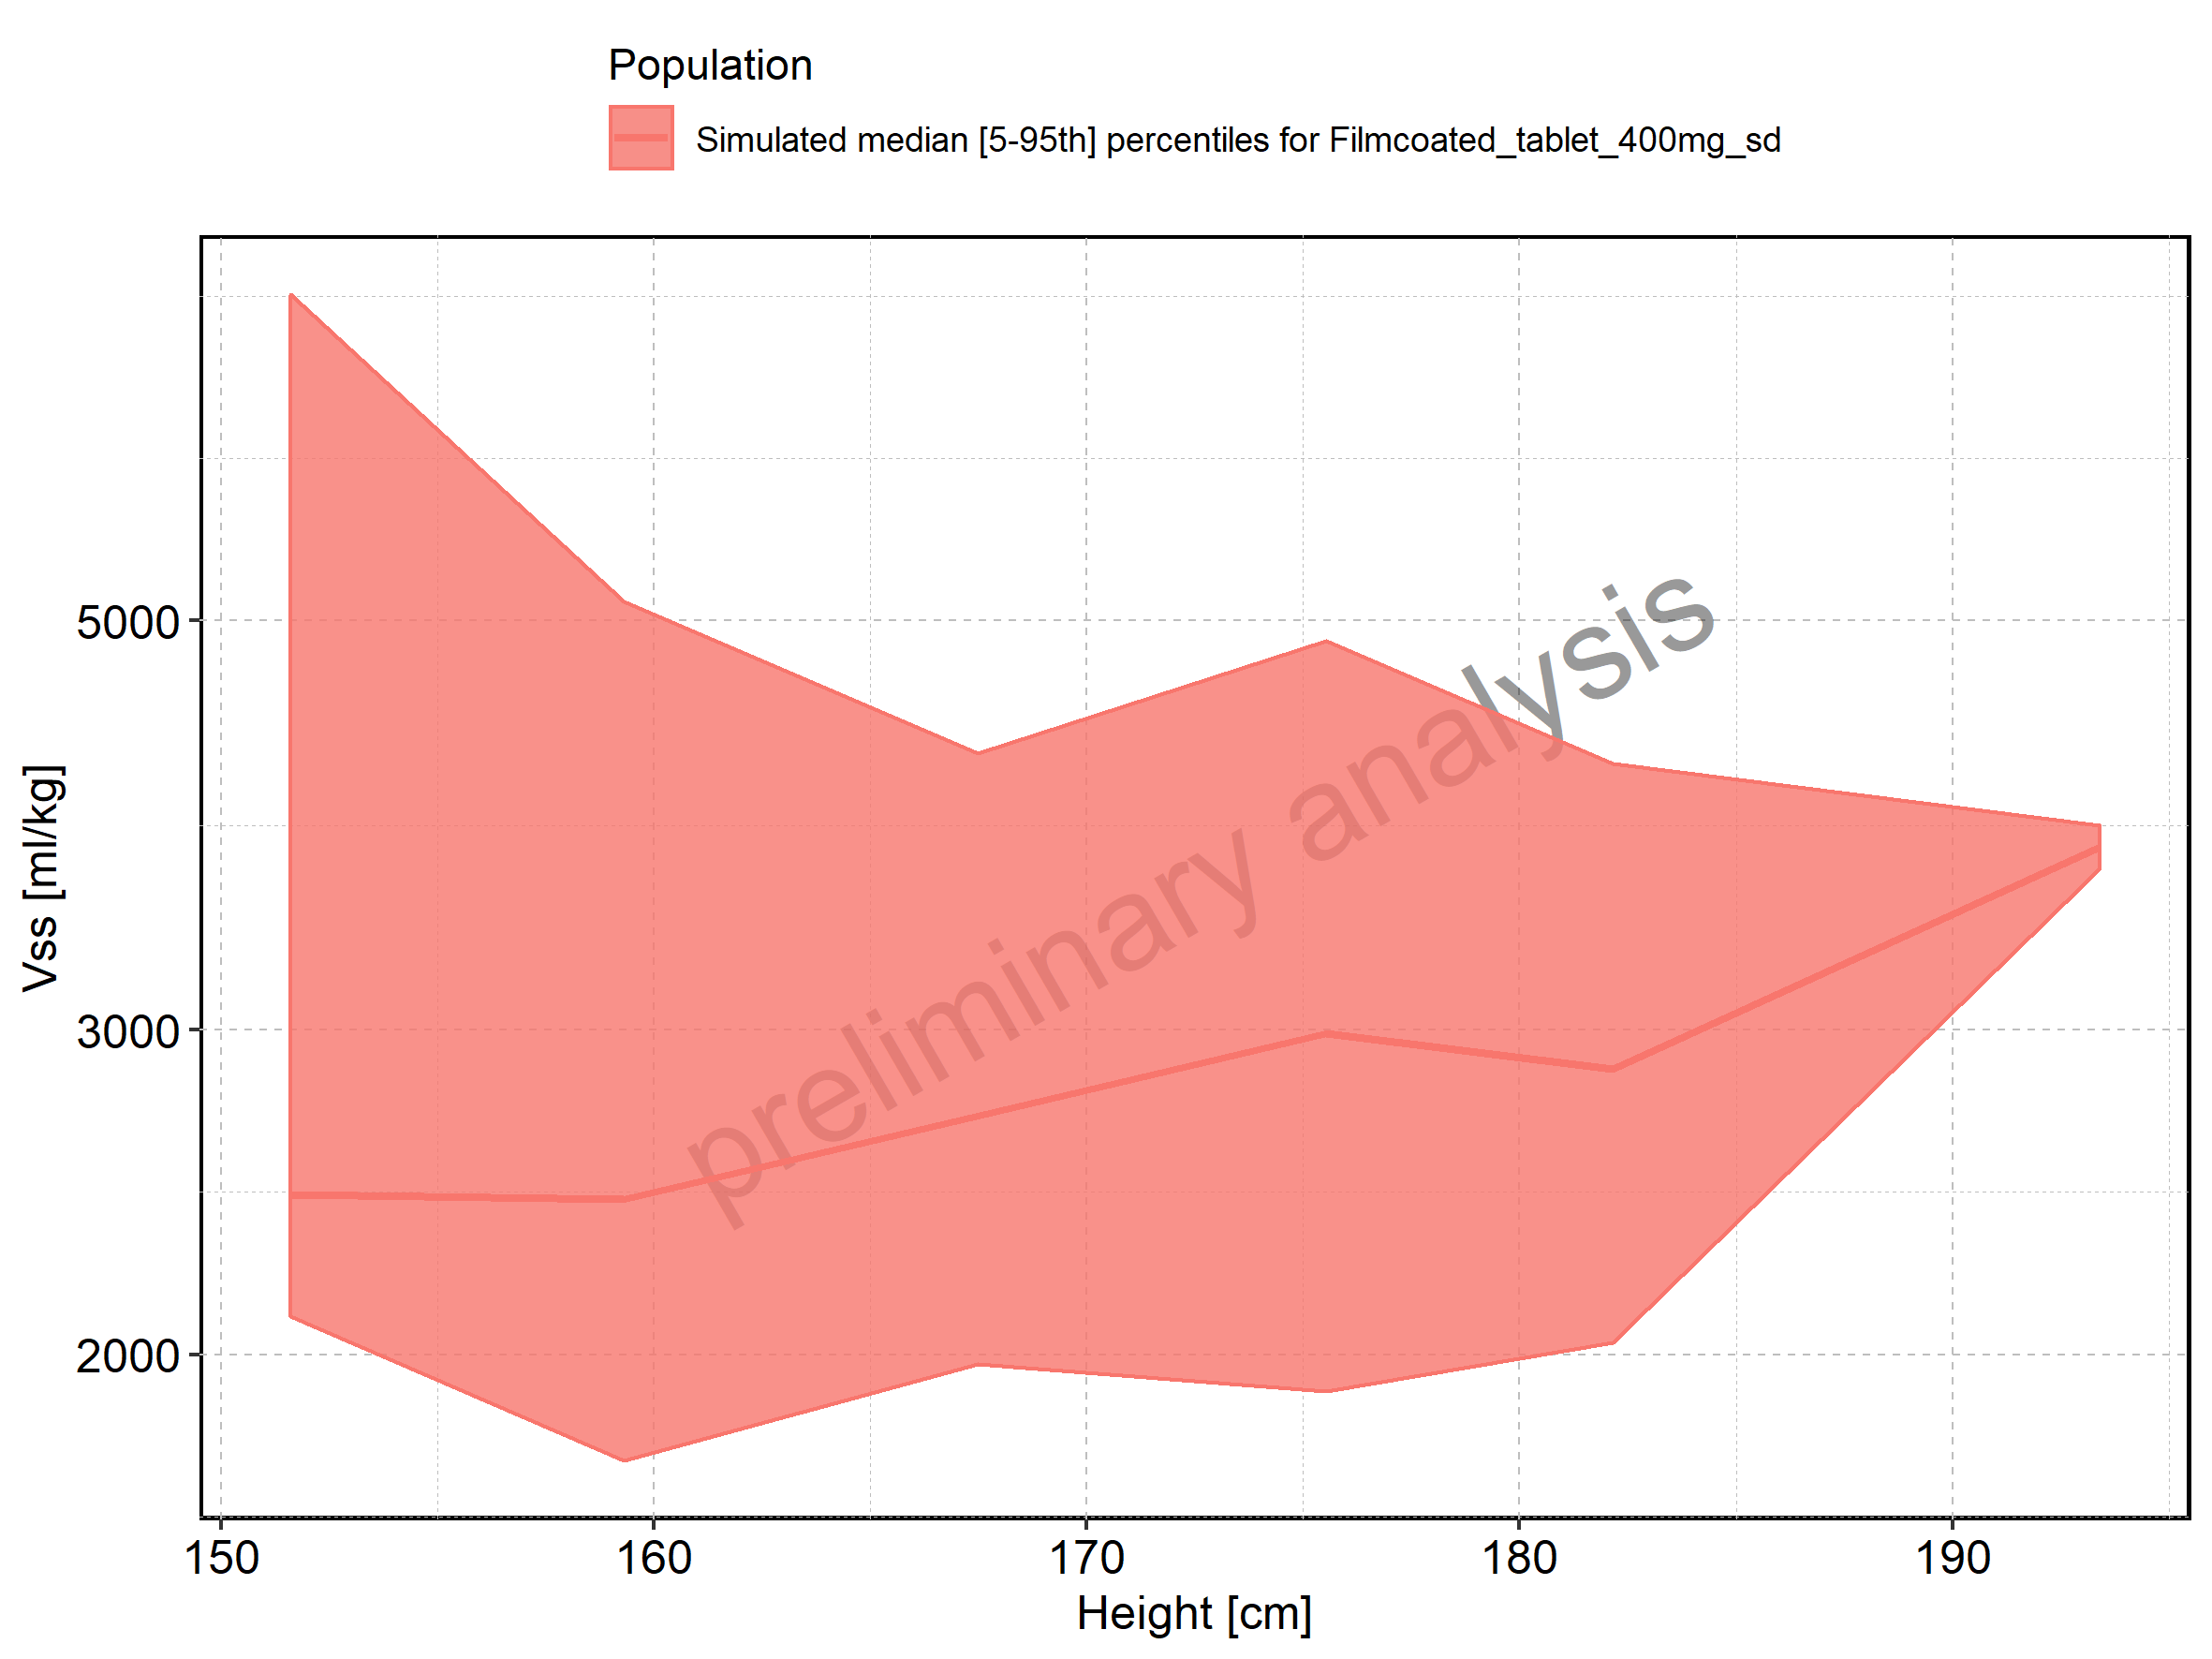 Population
Simulated median [5-95th] percentiles for Filmcoated_tablet_400mg_sd
5000
3000
2000
Vss [ml/kg]
preliminary analysis
150 160 170 180 190
Height [cm]